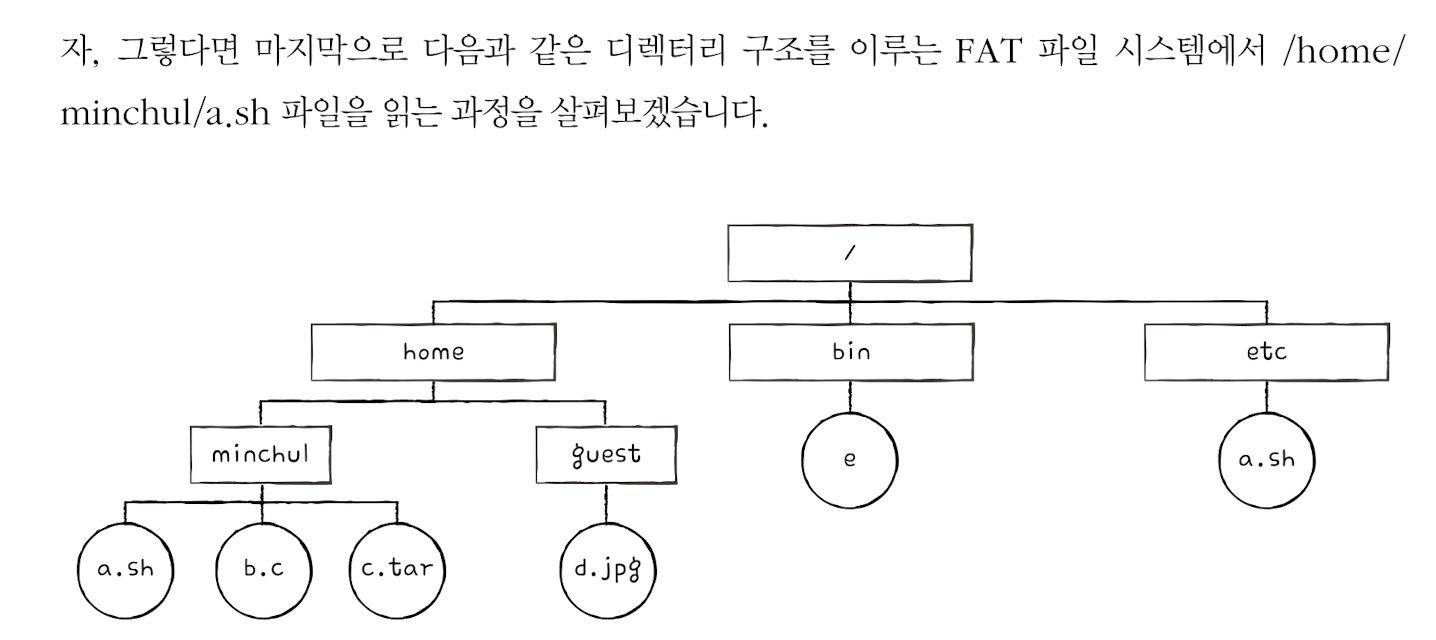 자, 그렇다면 마지막으로 다음과 같은 디렉터리 구조를 이루는 FAT 파일 시스템에서 /home/
minchul/a.sh 파일을 읽는 과정을 살펴보겠습니다.
/
home
bin
etc
minchul
guest
e
a.sh
a.sh
b.c
c.tar
d.jpg